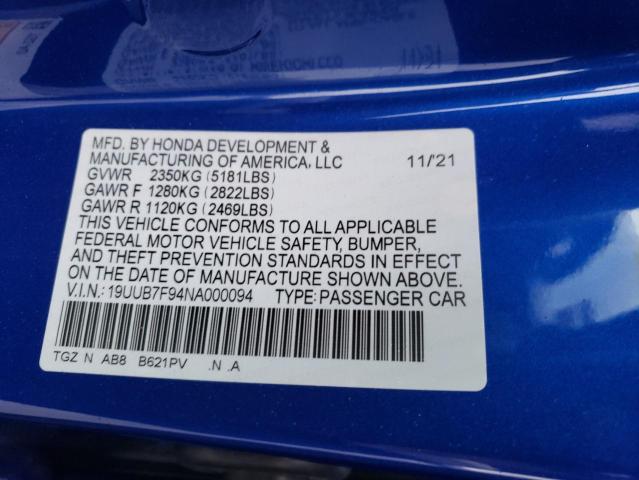 MFD. BY HONDA DEVELOPMENT &
MANUFACTURING OF AMERICA, LLC 11/'21
GVWR 2350KG (5181LBS)
GAWR F 1280KG (2822LBS)
GAWR R 1120KG (2469LBS)
THIS VEHICLE CONFORMS TO ALL APPLICABLE
FEDERAL MOTOR VEHICLE SAFETY, BUMPER,
AND THEFT PREVENTION STANDARDS IN EFFECT
ON THE DATE OF MANUFACTURE SHOWN ABOVE.
V.I.N.: 19UUB7F94NA000094 TYPE: PASSENGER CAR
TGZ N AB8 B621PV .N .A